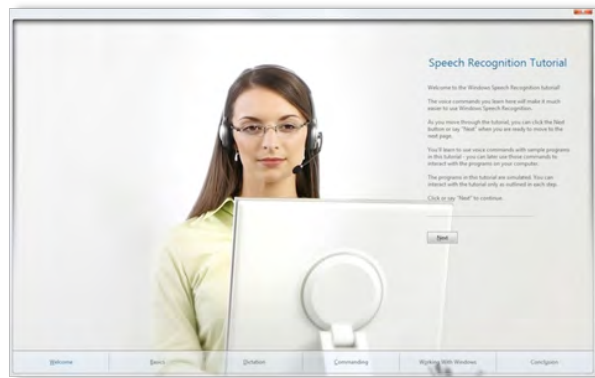 Speech Recognition Tutorial
Welcome to the Windows Speech Recognition tutorial!
The voice commands you learn here will make it much
easier to use Windows Speech Recognition.
As you move through the tutorial, you can click the Next
button or say "Next" when you are ready to move to the
next page.
You'll learn to use voice commands with sample programs
in this tutorial - you can later use those commands to
interact with the programs on your computer.
The programs in this tutorial are simulated. You can
interact with the tutorial only as outlined in each step.
Click or say "Next" to continue.
Next
Welcome Basics Dictation Commanding Working With Windows Conclusion